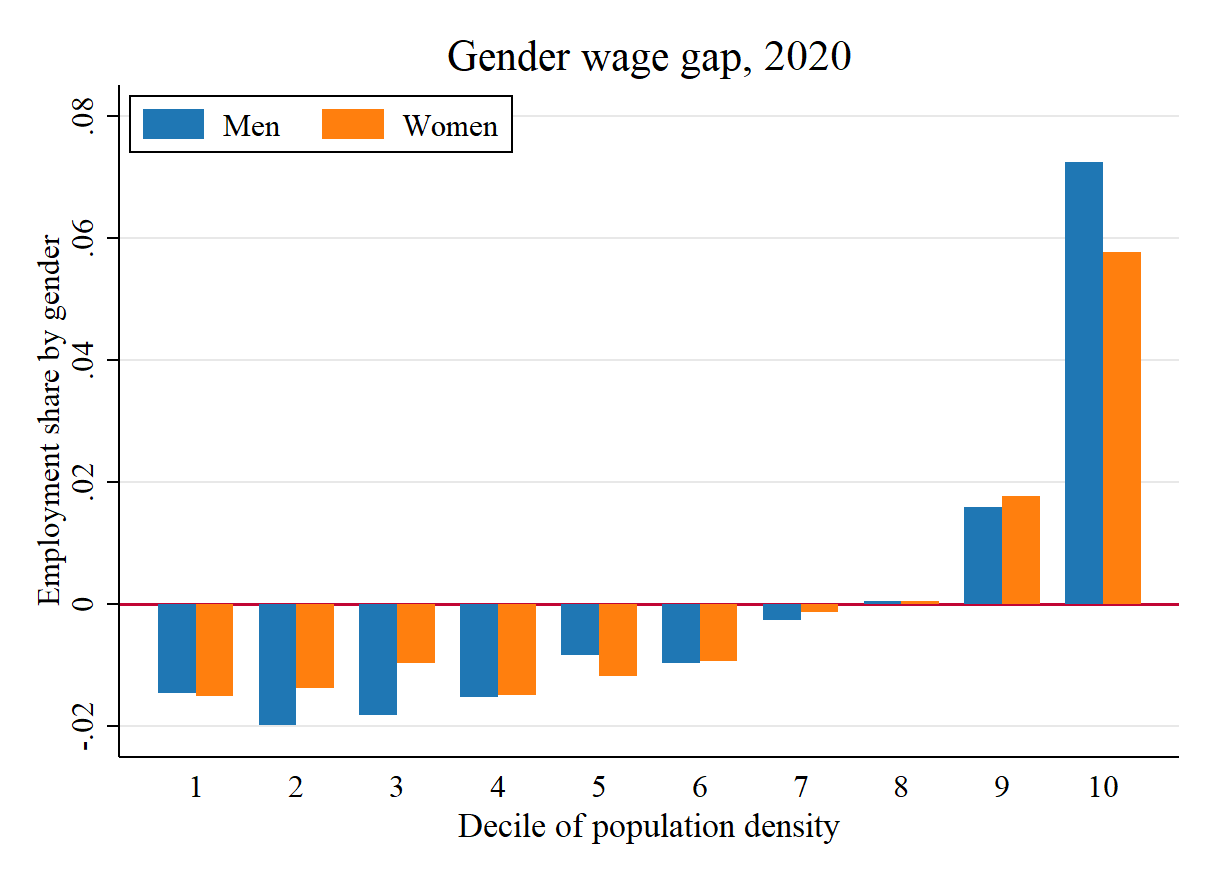 Gender wage gap, 2020
Men Women
Employment share by gender
.08
.06
.04
.02
0
-.02
1 2 3 4 5 6 7 8 9 10
Decile of population density